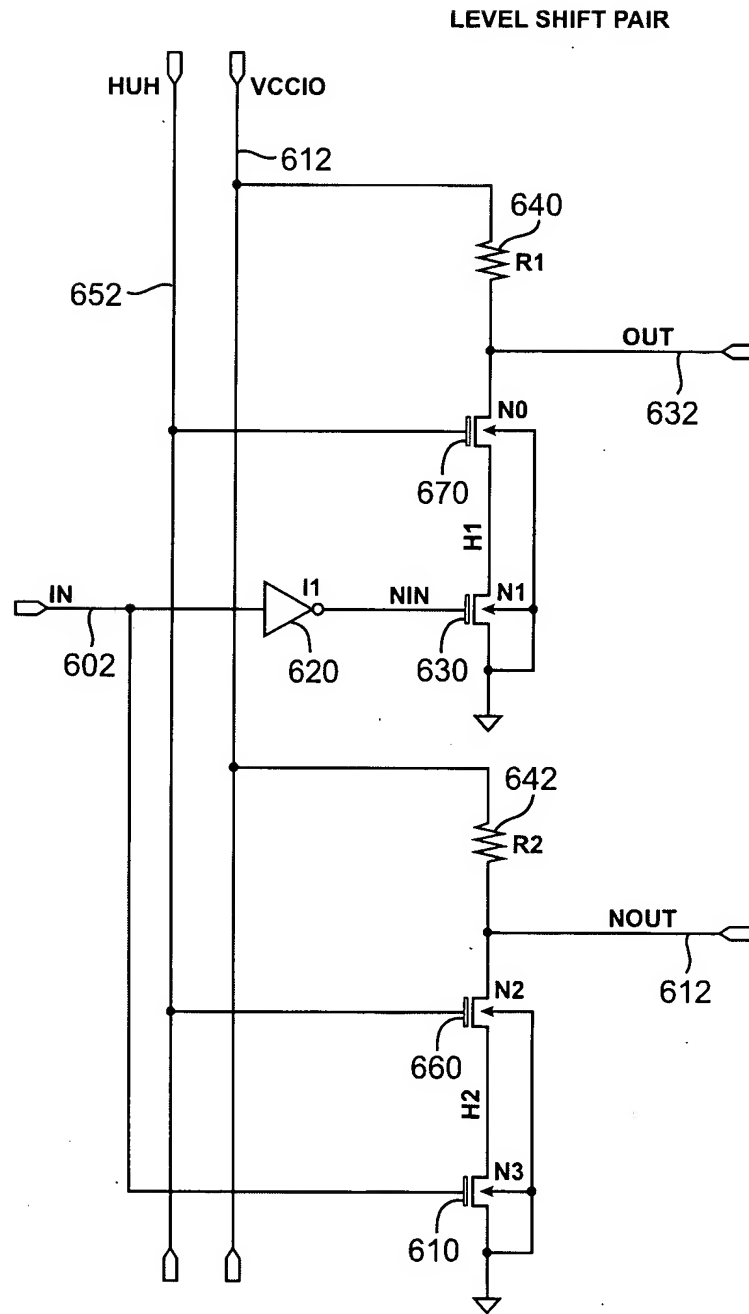 LEVEL SHIFT PAIR
HUH
VCCIO
612
640
R1
652
OUT
632
N0
670
H1
IN
602
I1
620
NIN
N1
630
642
R2
NOUT
612
N2
660
H2
N3
610